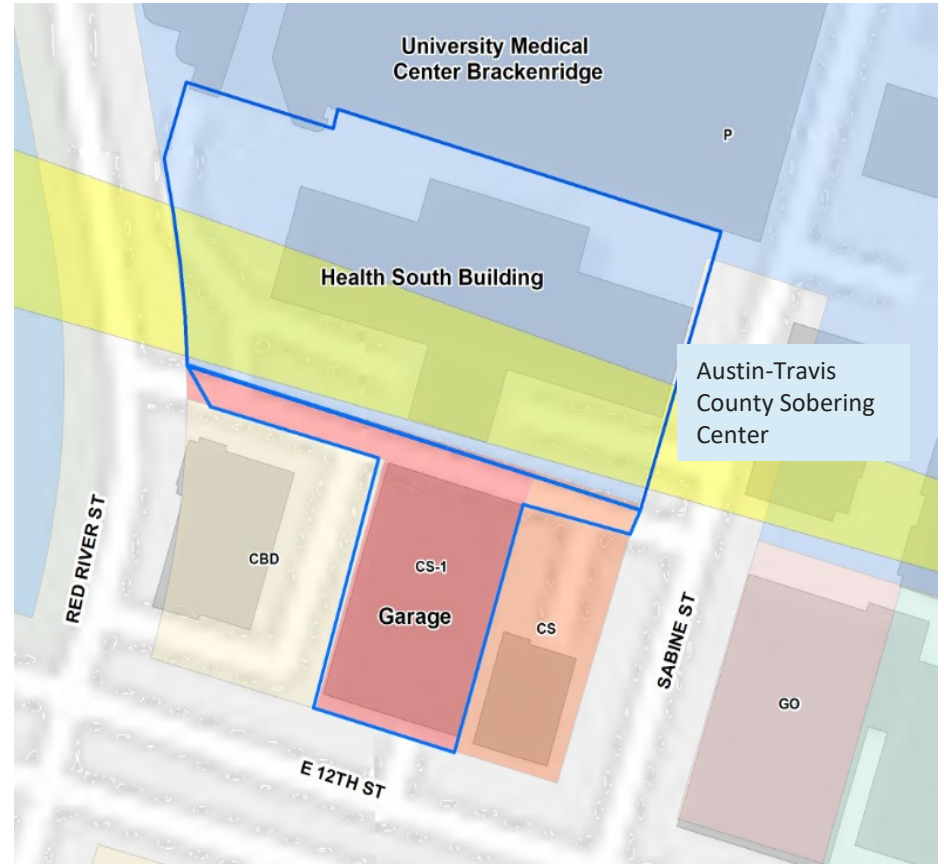 University Medical
Center Brackenridge
P
Health South Building
Austin-Travis
County Sobering
Center
RED RIVER ST
CBD
CS-1
Garage
CS
SABINE ST
GO
E 12TH ST